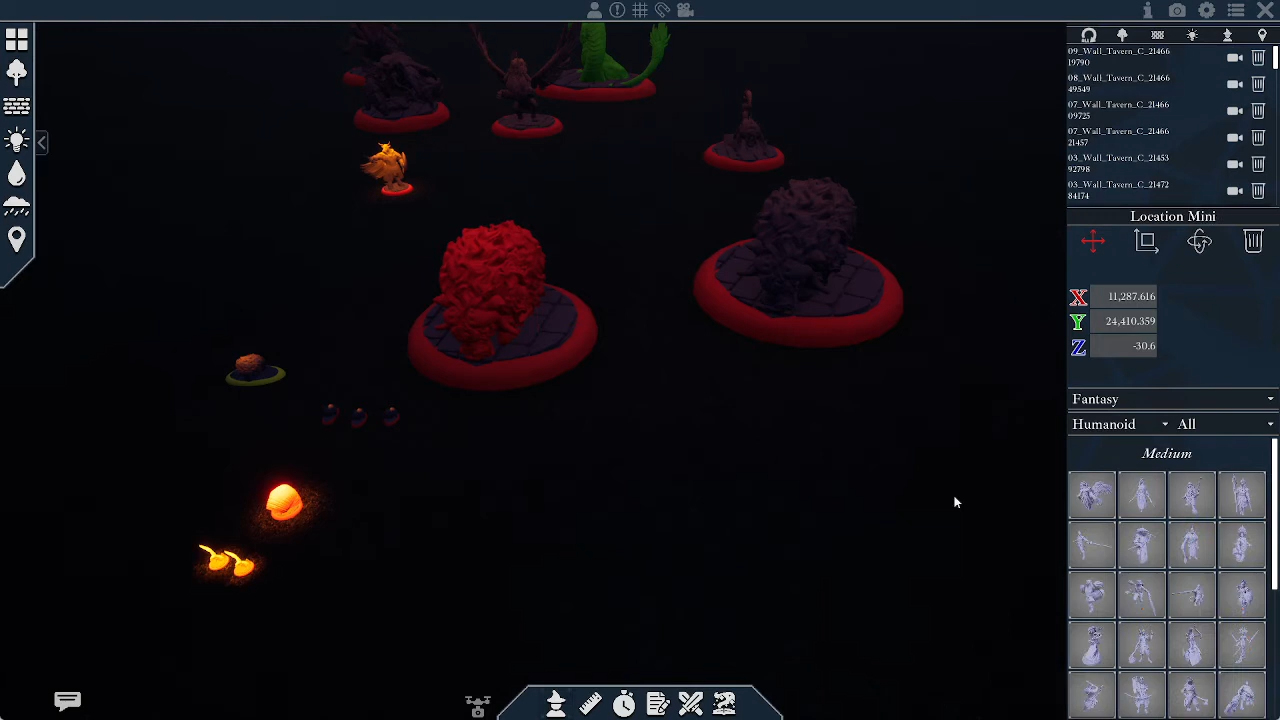 09_Wall_Tavern_C_21466
19790
08_Wall_Tavern_C_21466
49549
07_Wall_Tavern_C_21466
09725
07_Wall_Tavern_C_21466
21457
03_Wall_Tavern_C_21453
92798
03_Wall_Tavern_C_21472
84174
Location Mini
X 11,287.616
Y 24,410.359
Z -30.6
Fantasy
Humanoid All
Medium